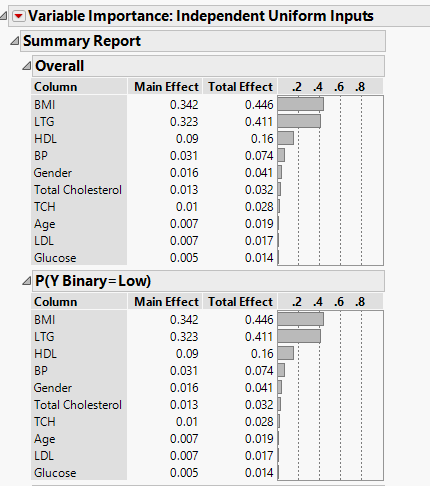 Variable Importance: Independent Uniform Inputs
Summary Report
Overall
Column Main Effect Total Effect .2 .4 .6 .8
BMI 0.342 0.446
LTG 0.323 0.411
HDL 0.09 0.16
BP 0.031 0.074
Gender 0.016 0.041
Total Cholesterol 0.013 0.032
TCH 0.01 0.028
Age 0.007 0.019
LDL 0.007 0.017
Glucose 0.005 0.014
P(Y Binary=Low)
Column Main Effect Total Effect .2 .4 .6 .8
BMI 0.342 0.446
LTG 0.323 0.411
HDL 0.09 0.16
BP 0.031 0.074
Gender 0.016 0.041
Total Cholesterol 0.013 0.032
TCH 0.01 0.028
Age 0.007 0.019
LDL 0.007 0.017
Glucose 0.005 0.014